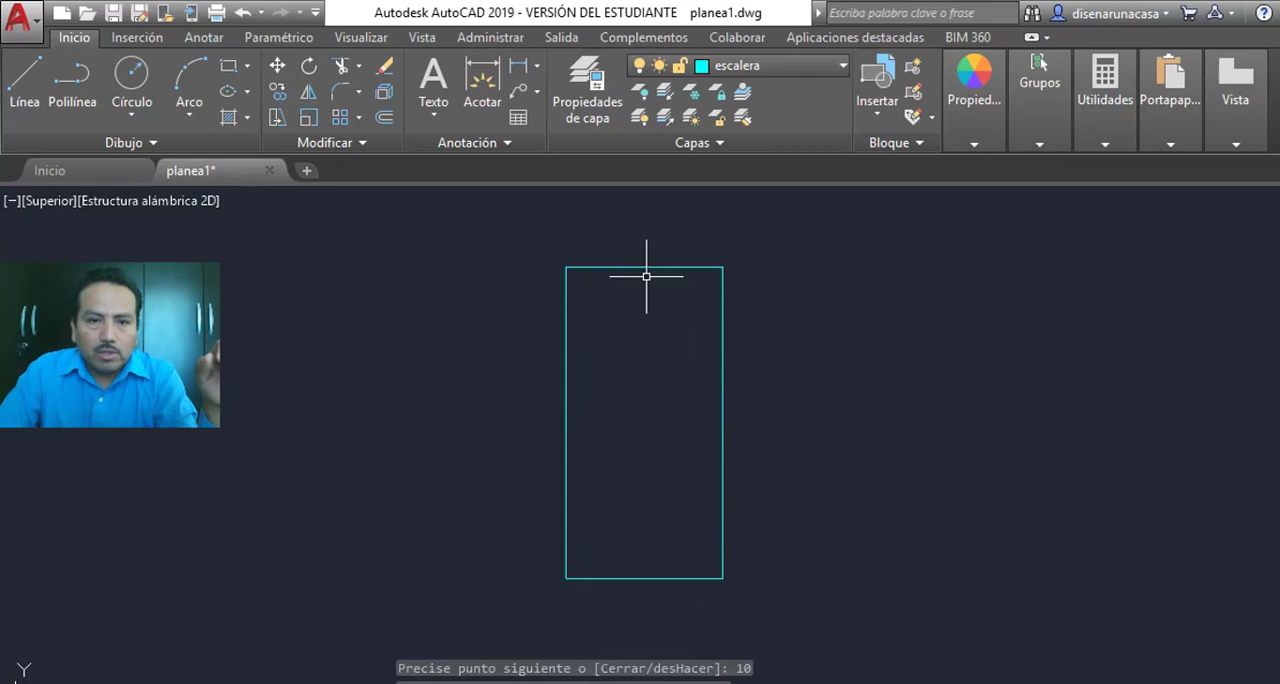 Autodesk AutoCAD 2019 - VERSIÓN DEL ESTUDIANTE planea1.dwg
Escriba palabra clave o frase
disenarunacasa
Inicio Inserción Anotar Paramétrico Visualizar Vista Administrar Salida Complementos Colaborar Aplicaciones destacadas BIM 360
escalera
Línea Polilínea Círculo Arco
Texto Acotar
Propiedades de capa
Insertar
Propied...
Grupos
Utilidades
Portapap...
Vista
Dibujo Modificar Anotación Capas Bloque
Inicio planea1*
[−][Superior][Estructura alámbrica 2D]
Precise punto siguiente o [Cerrar/desHacer]: 10
Y